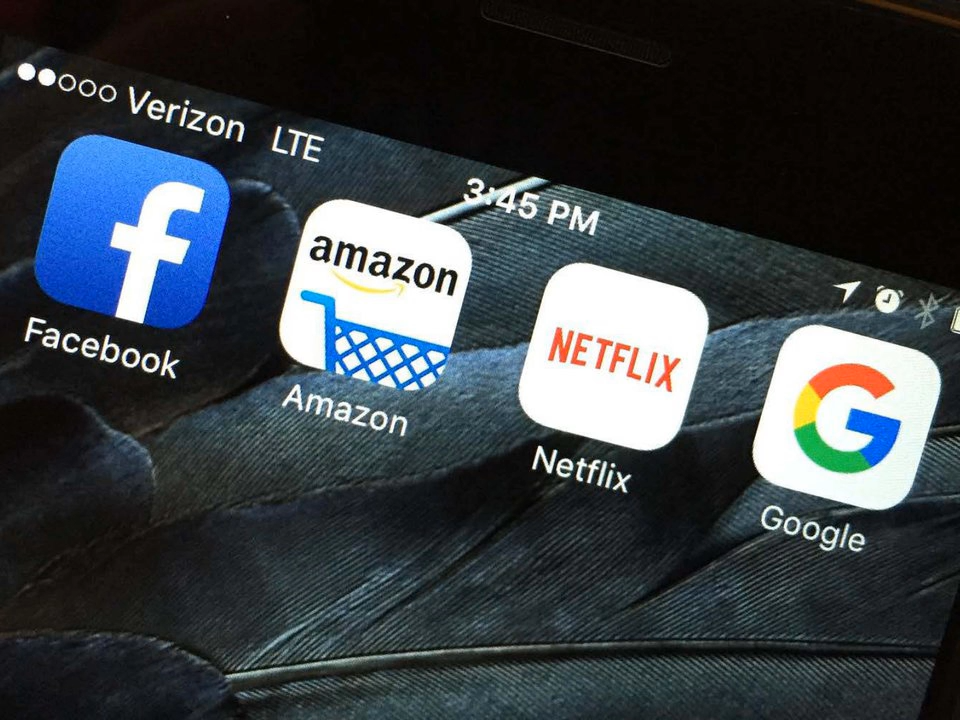 Verizon LTE
3:45 PM
amazon
NETFLIX
G
Facebook
Amazon
Netflix
Google